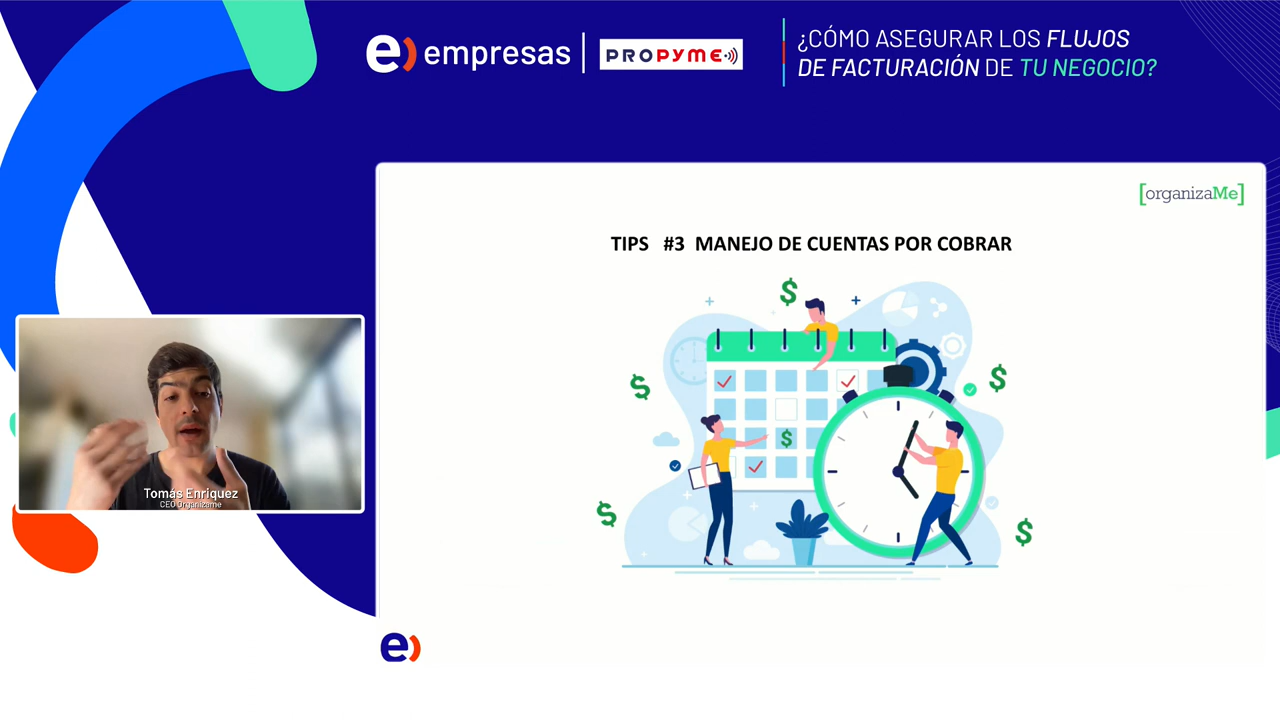 e) empresas
PROPYME
¿CÓMO ASEGURAR LOS FLUJOS
DE FACTURACIÓN DE TU NEGOCIO?
[organizaMe]
TIPS #3 MANEJO DE CUENTAS POR COBRAR
$
$
$
$
$
$
Tomás Enriquez
CEO Organizame
e)